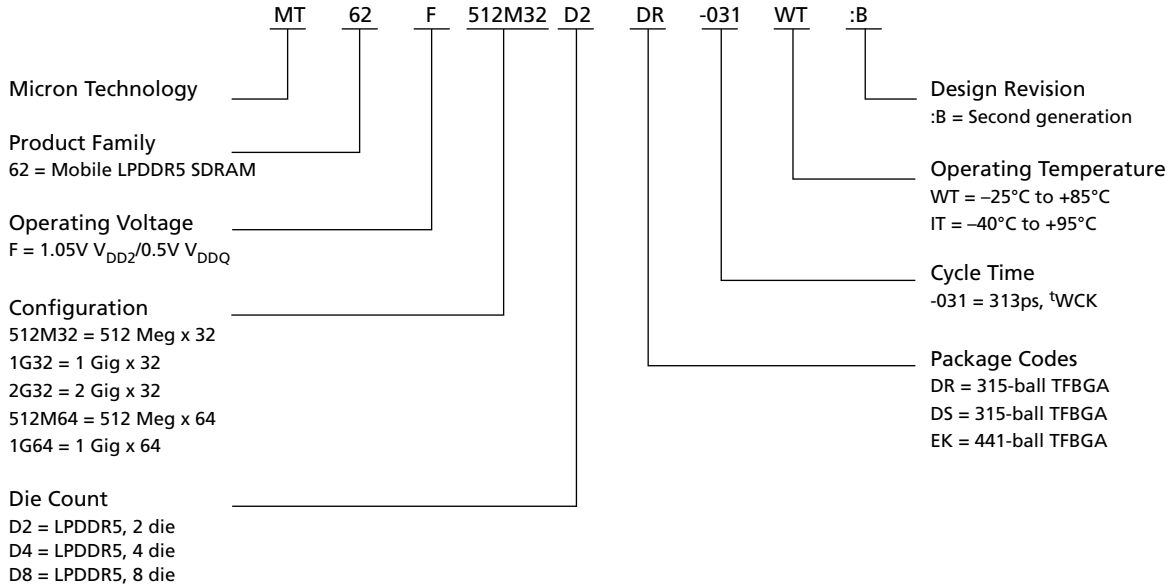 MT 62 F 512M32 D2 DR -031 WT :B
Micron Technology
Product Family
62 = Mobile LPDDR5 SDRAM
Operating Voltage
F = 1.05V VDD2/0.5V VDDQ
Configuration
512M32 = 512 Meg x 32
1G32 = 1 Gig x 32
2G32 = 2 Gig x 32
512M64 = 512 Meg x 64
1G64 = 1 Gig x 64
Die Count
D2 = LPDDR5, 2 die
D4 = LPDDR5, 4 die
D8 = LPDDR5, 8 die
Design Revision
:B = Second generation
Operating Temperature
WT = –25°C to +85°C
IT = –40°C to +95°C
Cycle Time
-031 = 313ps, tWCK
Package Codes
DR = 315-ball TFBGA
DS = 315-ball TFBGA
EK = 441-ball TFBGA